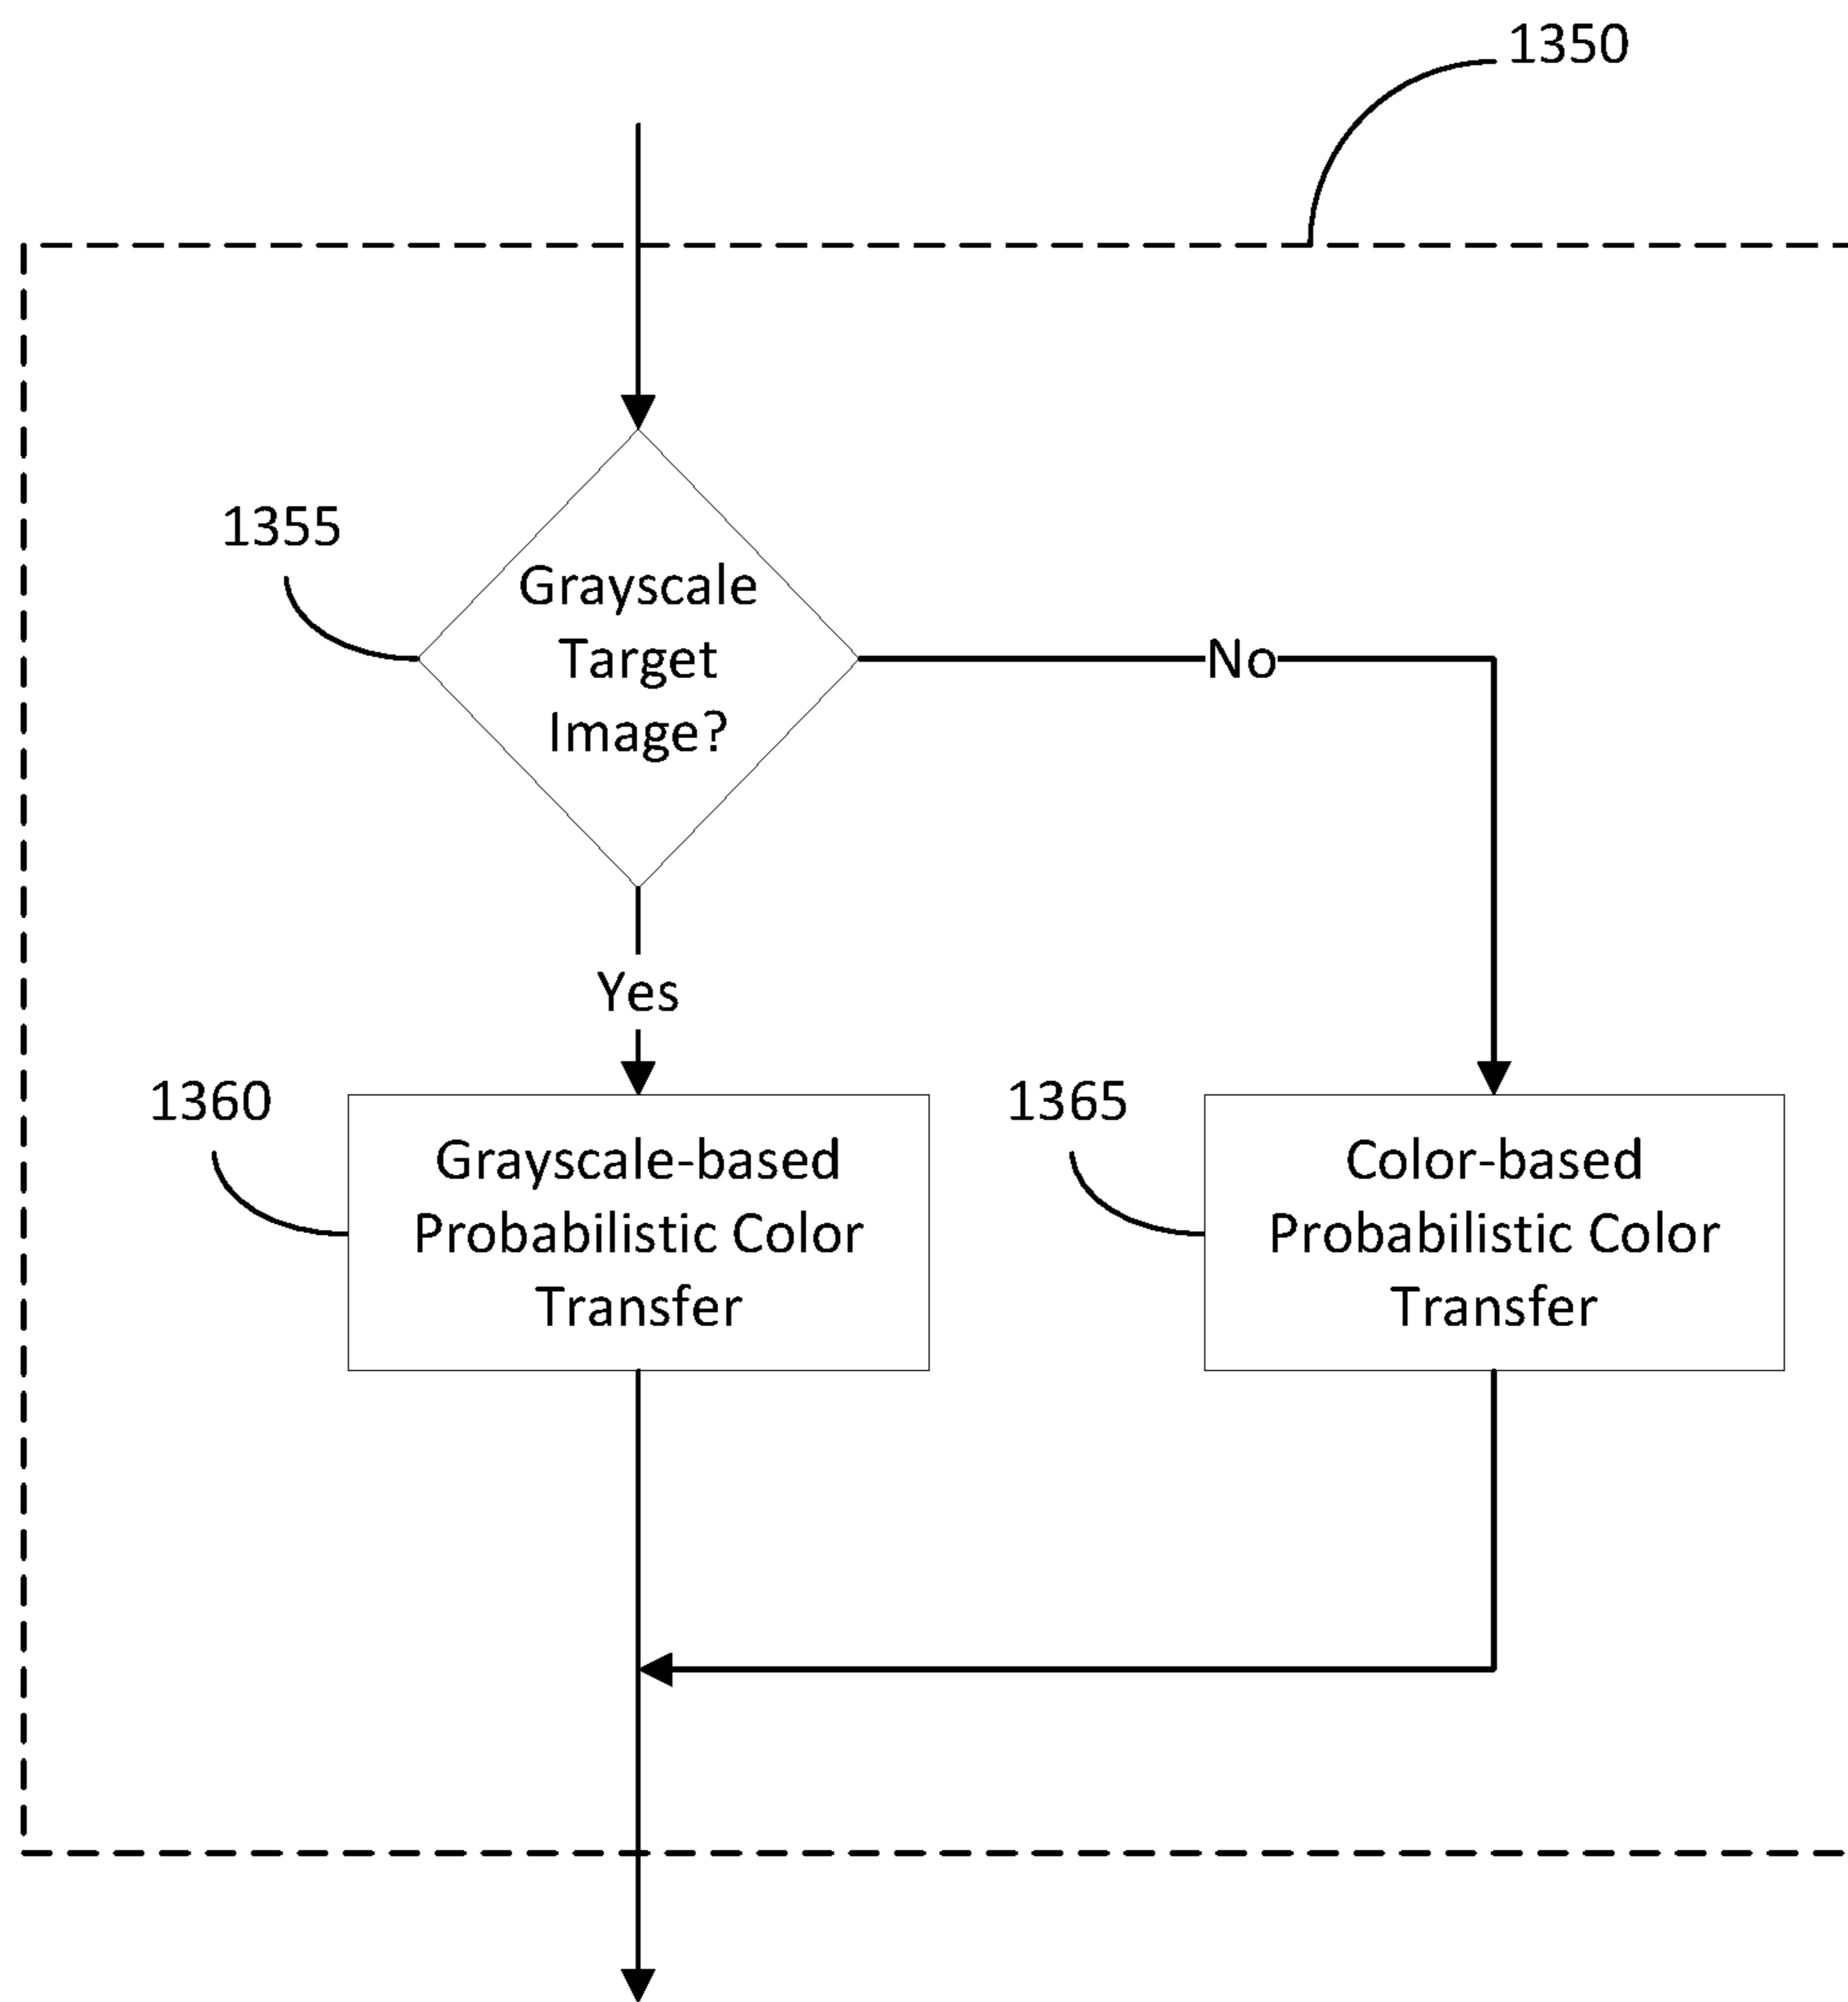 1350
1355
Grayscale
Target
Image?
No
Yes
1360
Grayscale-based
Probabilistic Color
Transfer
1365
Color-based
Probabilistic Color
Transfer